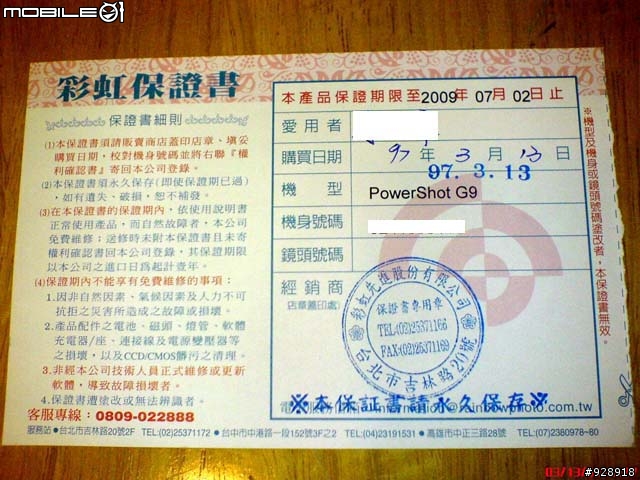 MOBILE01
彩虹保證書
保證書細則
(1)本保證書須請販賣商店蓋印店章、填妥
購買日期，校對機身號碼並將右聯『權
利確認書』寄回本公司登錄。
(2)本保證書須永久保存(即使保證期已過)
，如有遺失、破損，恕不補發。
(3)在本保證書的保證期內，依使用說明書
正常使用產品，而自然故障者，本公司
免費維修；送修時未附本保證書且未寄
權利確認書回本公司登錄，其保證期限
以本公司之進口日為起計壹年。
(4)保證期內不能享有免費維修的事項：
1.因非自然因素、氣候因素及人力不可
抗拒之災害所造成之故障或損壞。
2.產品配件之電池、磁頭、燈管、軟體
充電器/座、連接線及電源變壓器等
之損壞，以及CCD/CMOS髒污之清理。
3.非經本公司技術人員正式維修或更新
軟體，導致故障損壞者。
4.保證書遭塗改或無法辨識者。
客服專線：0809-022888
本產品保證期限至2009年 07月 02日止
愛用者
購買日期 97 年 3 月 13 日
97. 3. 13
機型 PowerShot G9
機身號碼
鏡頭號碼
經銷商
店章蓋印處
彩虹先進股份有限公司
保證書專用章
TEL:(02)25371166
FAX:(02)25371169
台北市吉林路20號
※本保証書請永久保存※
@rainbowphoto.com.tw
※機型及機身或鏡頭號碼塗改者，本保證書無效。
服務站●台北市吉林路20號2F TEL:(02)25371172 ●台中市中港路一段152號3F之2 TEL:(04)23191531 ●高雄市中正三路28號 TEL:(07)2380978~80
#928918